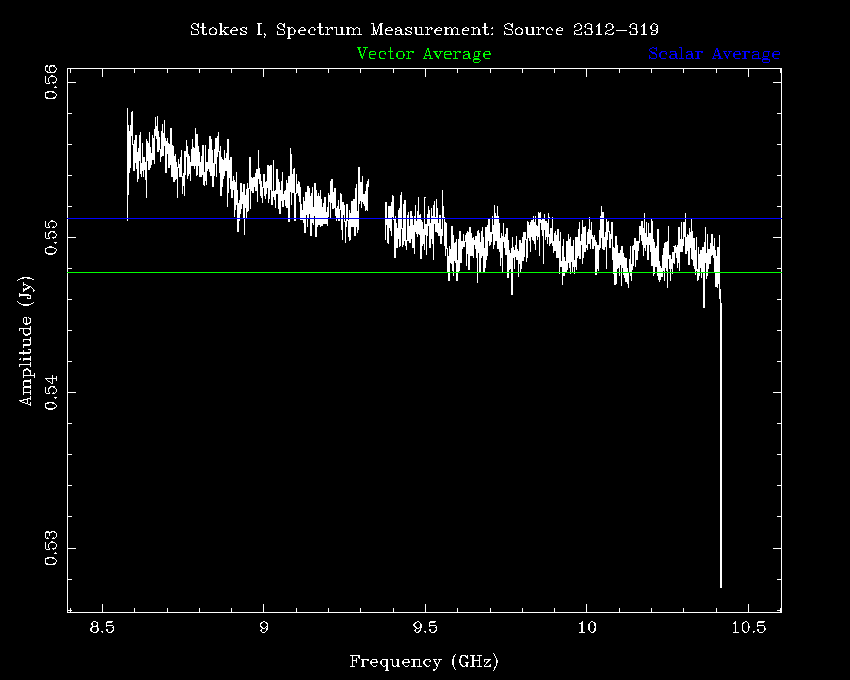 Stokes I, Spectrum Measurement: Source 2312-319
Vector Average Scalar Average
0.56
0.55
0.54
0.53
Amplitude (Jy)
8.5 9 9.5 10 10.5
Frequency (GHz)